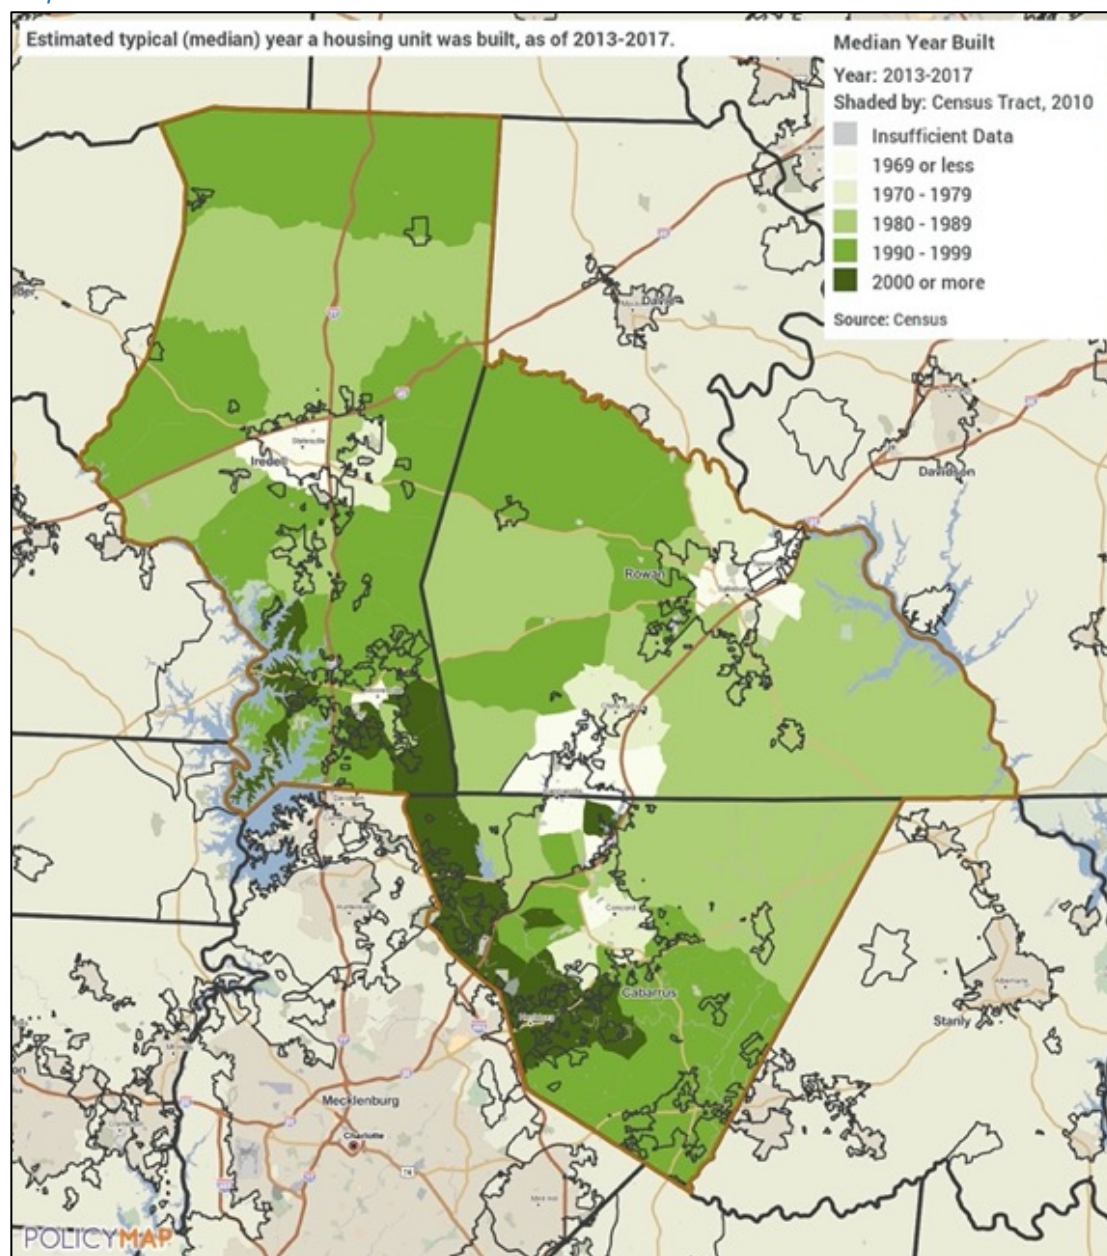 Estimated typical (median) year a housing unit was built, as of 2013-2017.
Median Year Built
Year: 2013-2017
Shaded by: Census Tract, 2010
Insufficient Data
1969 or less
1970 - 1979
1980 - 1989
1990 - 1999
2000 or more
Source: Census
Davie
Statesville
Iredell
Davidson
Rowan
Concord
Cabarrus
Stanly
Mecklenburg
Charlotte
POLICYMAP